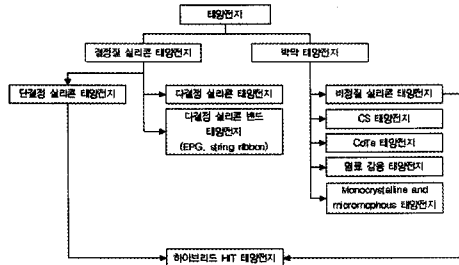 태양전지
결정질 실리콘 태양전지
박막 태양전지
단결정 실리콘 태양전지
다결정 실리콘 태양전지
비정질 실리콘 태양전지
다결정 실리콘 밴드
태양전지
(EPG, string ribbon)
CS 태양전지
CdTe 태양전지
염료 감응 태양전지
Monocrystalline and
micromophous 태양전지
하이브리드 HIT 태양전지